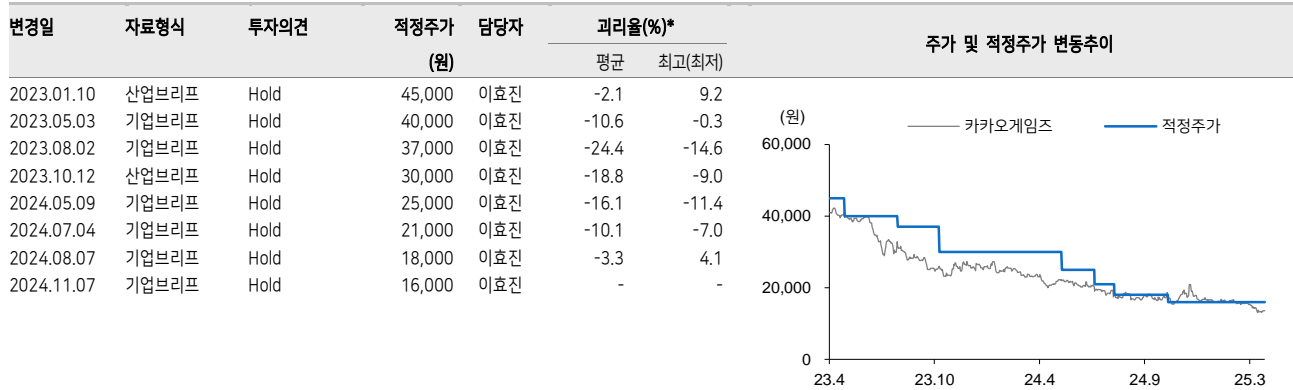 변경일 자료형식 투자의견 적정주가 담당자 괴리율(%)* 주가 및 적정주가 변동추이
(원) 평균 최고(최저)
2023.01.10 산업브리프 Hold 45,000 이효진 -2.1 9.2
2023.05.03 기업브리프 Hold 40,000 이효진 -10.6 -0.3
2023.08.02 기업브리프 Hold 37,000 이효진 -24.4 -14.6
2023.10.12 산업브리프 Hold 30,000 이효진 -18.8 -9.0
2024.05.09 기업브리프 Hold 25,000 이효진 -16.1 -11.4
2024.07.04 기업브리프 Hold 21,000 이효진 -10.1 -7.0
2024.08.07 기업브리프 Hold 18,000 이효진 -3.3 4.1
2024.11.07 기업브리프 Hold 16,000 이효진 - -
(원) 카카오게임즈 적정주가
60,000
40,000
20,000
0
23.4 23.10 24.4 24.9 25.3